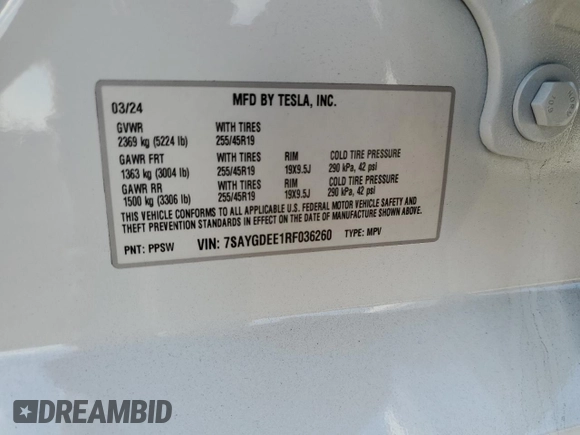 03/24 MFD BY TESLA, INC.
GVWR WITH TIRES
2369 kg (5224 lb) 255/45R19
GAWR FRT WITH TIRES RIM COLD TIRE PRESSURE
1363 kg (3004 lb) 255/45R19 19X9.5J 290 kPa, 42 psi
GAWR RR WITH TIRES RIM COLD TIRE PRESSURE
1500 kg (3306 lb) 255/45R19 19X9.5J 290 kPa, 42 psi
THIS VEHICLE CONFORMS TO ALL APPLICABLE U.S. FEDERAL MOTOR VEHICLE SAFETY AND
THEFT PREVENTION STANDARDS IN EFFECT ON THE DATE OF MANUFACTURE SHOWN ABOVE.
PNT: PPSW VIN: 7SAYGDEE1RF036260 TYPE: MPV
DREAMBID